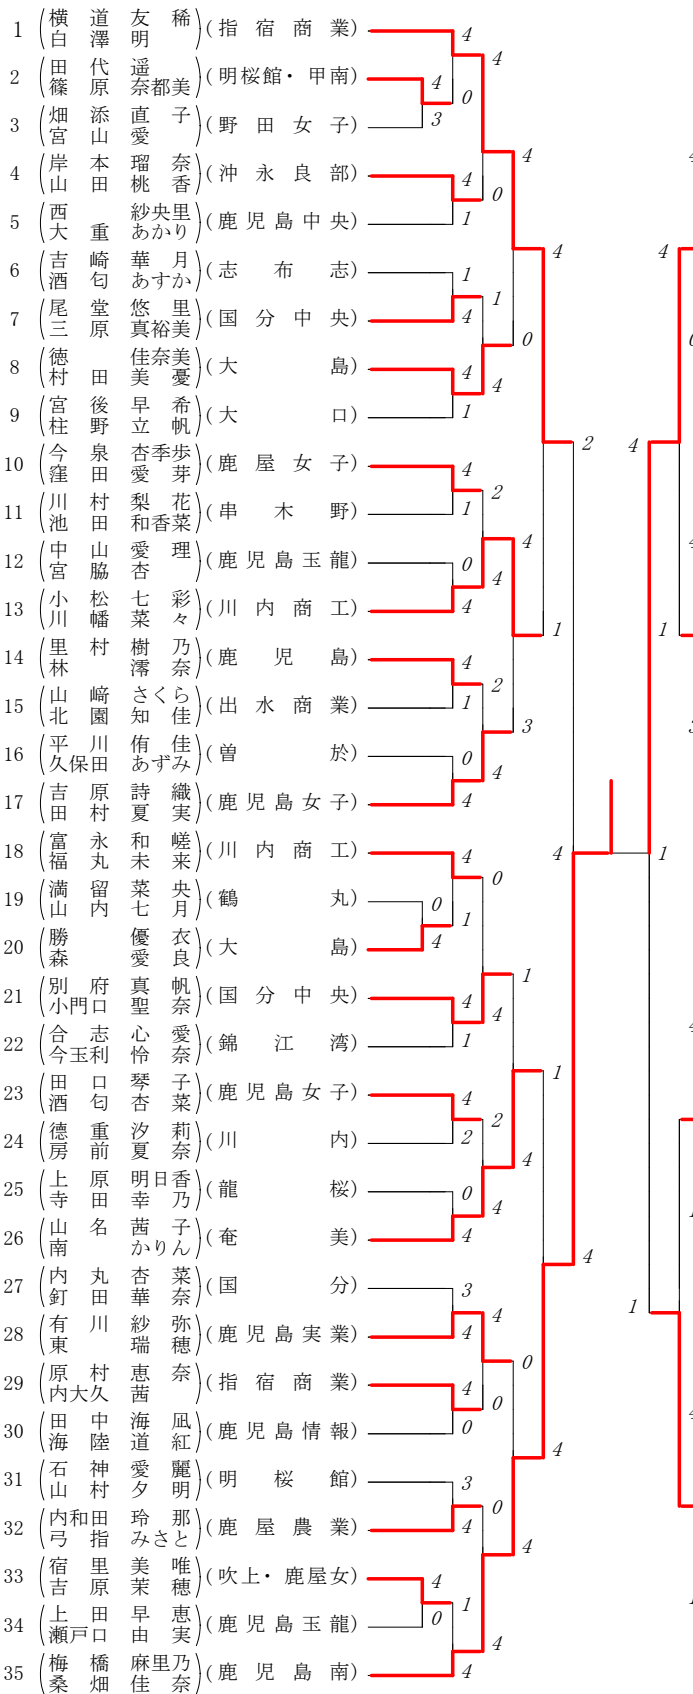 1 (横道友稀 白澤明) (指宿商業)
2 (田代遥 篠原奈都美) (明桜館・甲南)
3 (畑添直子 宮山愛) (野田女子)
4 (岸本瑠奈 山田桃香) (沖永良部)
5 (西紗央里 大重あかり) (鹿児島中央)
6 (吉崎華月 酒匂あすか) (志布志)
7 (尾堂悠里 三原真裕美) (国分中央)
8 (徳佳奈美 村田美憂) (大島)
9 (宮後早希 柱野立帆) (大口)
10 (今泉杏季歩 窪田愛芽) (鹿屋女子)
11 (川村梨花 池田和香菜) (串木野)
12 (中山愛理 宮脇杏) (鹿児島玉龍)
13 (小松七彩 川幡菜々) (川内商工)
14 (里村樹乃 林澪奈) (鹿児島)
15 (山﨑さくら 北園知佳) (出水商業)
16 (平川侑佳 久保田あずみ) (曽於)
17 (吉原詩織 田村夏実) (鹿児島女子)
18 (富永和嵯 福丸未来) (川内商工)
19 (満留菜央 山内七月) (鶴丸)
20 (勝優衣 森愛良) (大島)
21 (別府真帆 小門口聖奈) (国分中央)
22 (合志心愛 今玉利怜奈) (錦江湾)
23 (田口琴子 酒匂杏菜) (鹿児島女子)
24 (德重汐莉 房前夏奈) (川内)
25 (上原明日香 寺田幸乃) (龍桜)
26 (山名茜子 南かりん) (奄美)
27 (内丸杏菜 釘田華奈) (国分)
28 (有川紗弥 東瑞穂) (鹿児島実業)
29 (原村恵奈 内大久茜) (指宿商業)
30 (田中海凪 海陸道紅) (鹿児島情報)
31 (石神愛麗 山村夕明) (明桜館)
32 (内和田玲那 弓指みさと) (鹿屋農業)
33 (宿里美唯 吉原茉穂) (吹上・鹿屋女)
34 (上田早恵 瀬戸口由実) (鹿児島玉龍)
35 (梅橋麻里乃 桑畑佳奈) (鹿児島南)